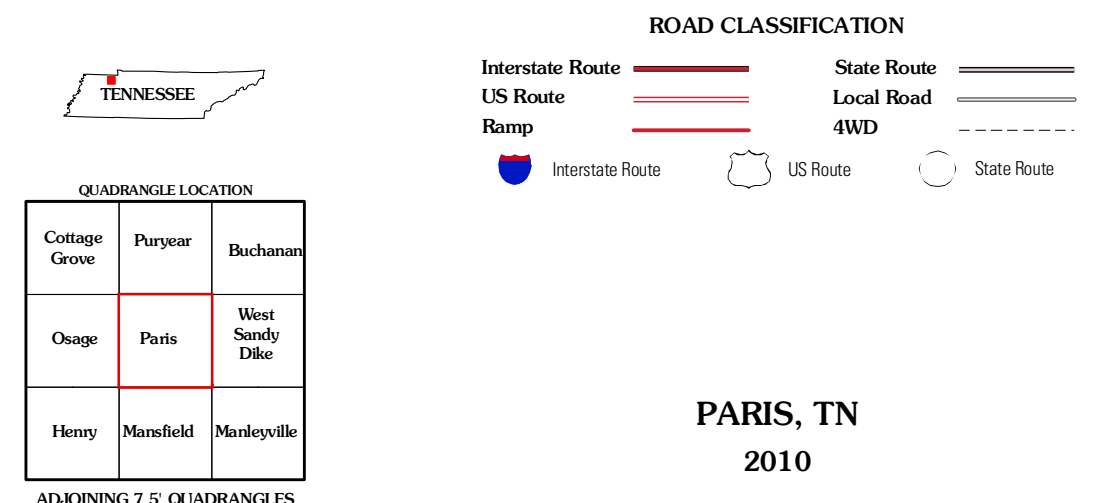 TENNESSEE
QUADRANGLE LOCATION
Cottage
Grove
Puryear
Buchanan
Osage
Paris
West
Sandy
Dike
Henry
Mansfield
Manleyville
ADJOINING 7.5' QUADRANGLES
ROAD CLASSIFICATION
Interstate Route
State Route
US Route
Local Road
Ramp
4WD
Interstate Route
US Route
State Route
PARIS, TN
2010